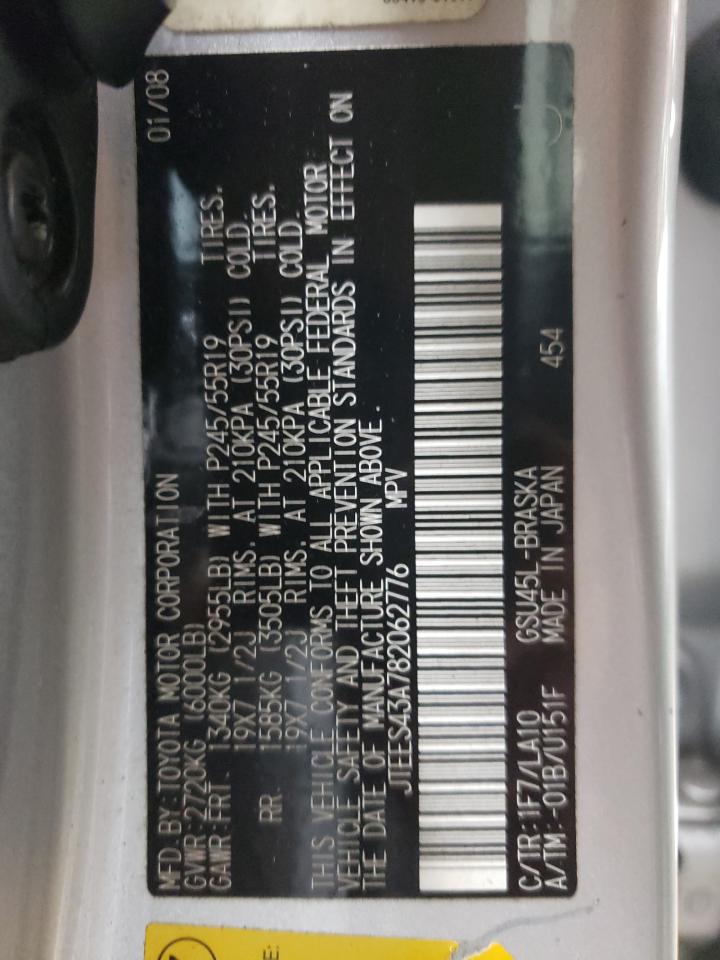 MFD.BY:TOYOTA MOTOR CORPORATION 01/08
GVWR:2720KG (6000LB)
GAWR:FRT. 1340KG (2955LB) WITH P245/55R19 TIRES.
19X7 1/2J RIMS. AT 210KPA (30PSI) COLD.
RR. 1585KG (3505LB) WITH P245/55R19 TIRES.
19X7 1/2J RIMS. AT 210KPA (30PSI) COLD.
THIS VEHICLE CONFORMS TO ALL APPLICABLE FEDERAL MOTOR
VEHICLE SAFETY AND THEFT PREVENTION STANDARDS IN EFFECT ON
THE DATE OF MANUFACTURE SHOWN ABOVE.
JTEES43A782062776 MPV
C/TR:1F7/LA10 GSU45L-BRASKA 454
A/TM:-01B/U151F MADE IN JAPAN